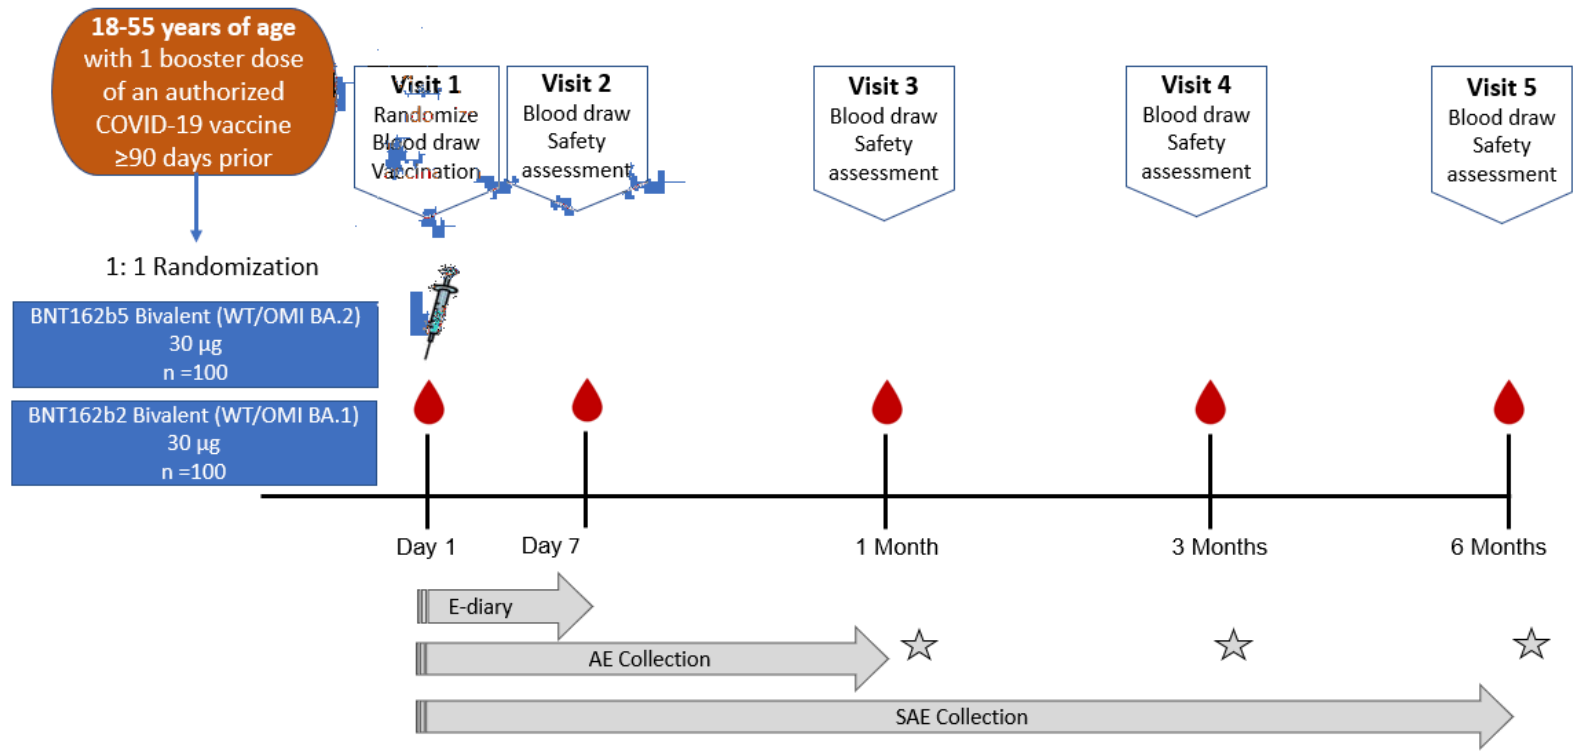 18-55 years of age
with 1 booster dose
of an authorized
COVID-19 vaccine
≥90 days prior
1: 1 Randomization
BNT162b5 Bivalent (WT/OMI BA.2)
30 µg
n =100
BNT162b2 Bivalent (WT/OMI BA.1)
30 µg
n =100
Visit 1
Randomize
Blood draw
Vaccination
Visit 2
Blood draw
Safety
assessment
Visit 3
Blood draw
Safety
assessment
Visit 4
Blood draw
Safety
assessment
Visit 5
Blood draw
Safety
assessment
Day 1
Day 7
1 Month
3 Months
6 Months
E-diary
AE Collection
SAE Collection